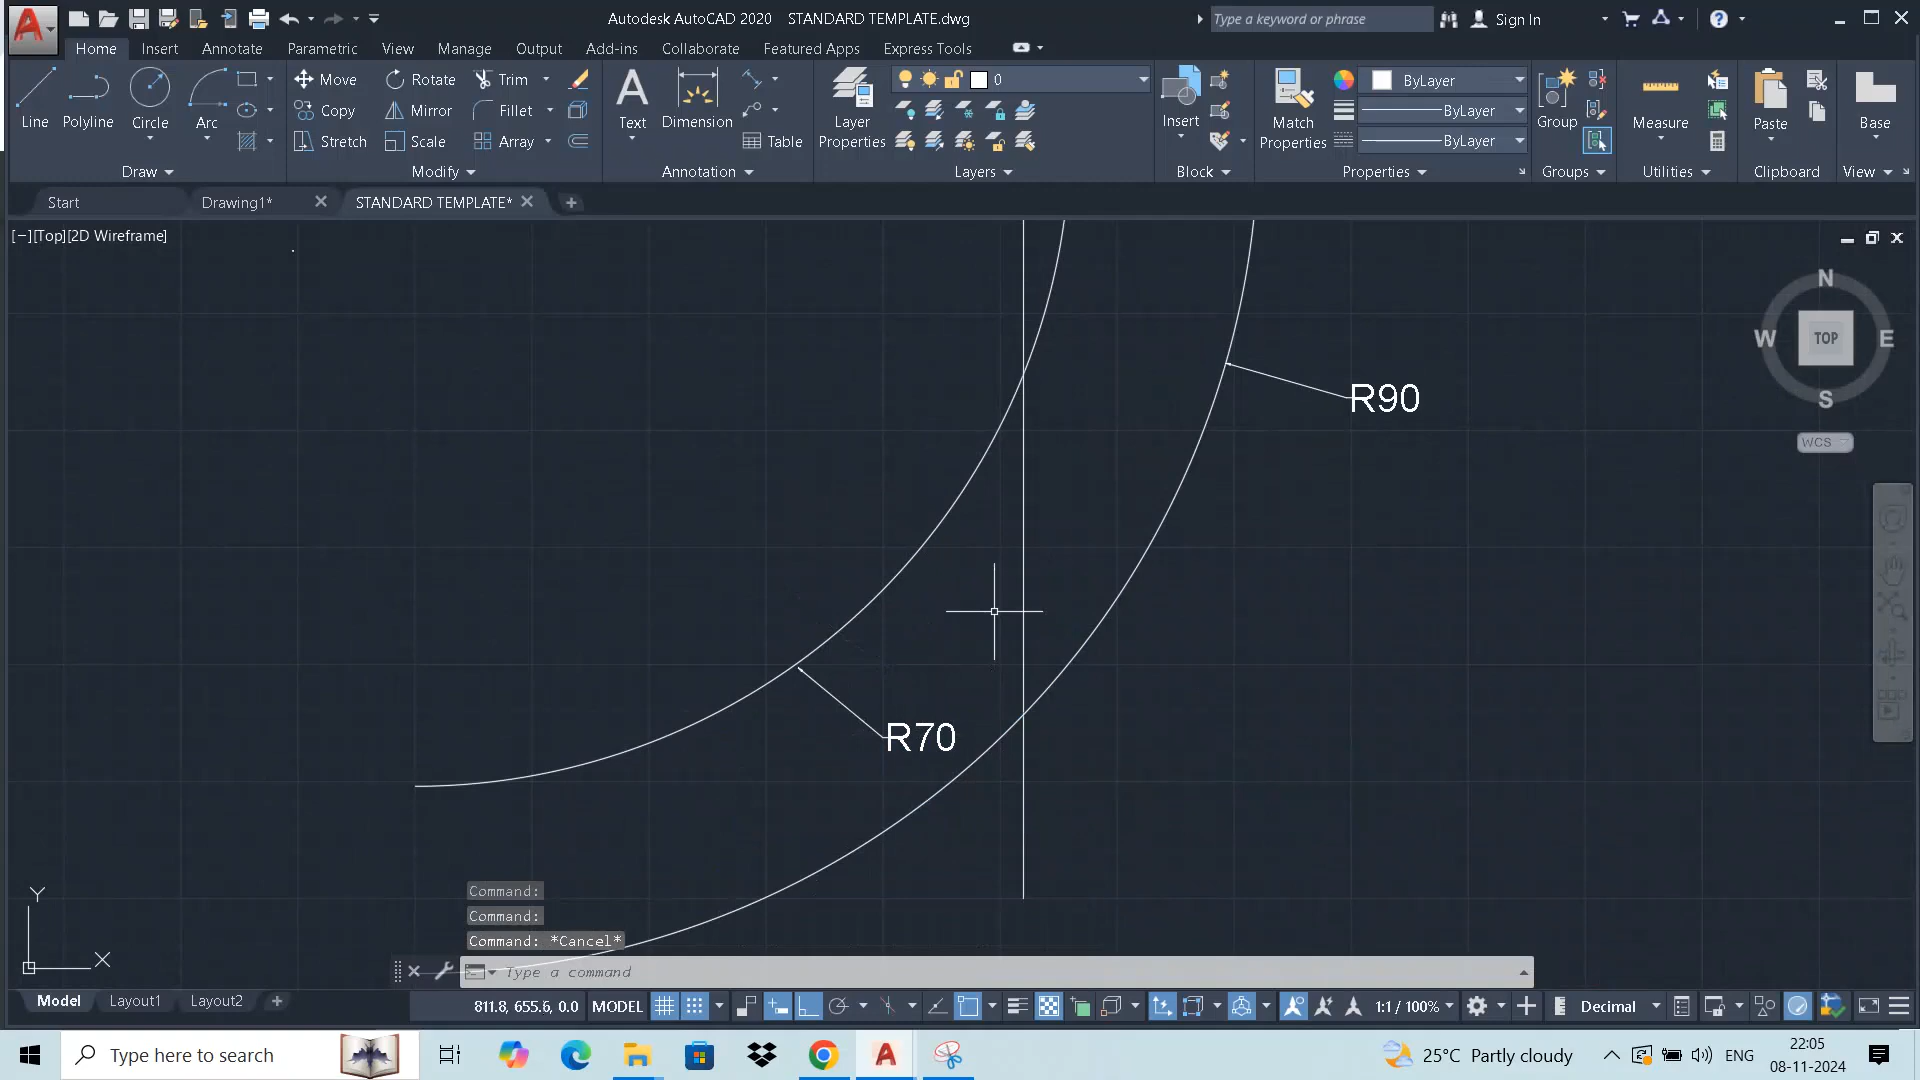 Autodesk AutoCAD 2020 STANDARD TEMPLATE.dwg
Type a keyword or phrase
Sign In
Home Insert Annotate Parametric View Manage Output Add-ins Collaborate Featured Apps Express Tools
Line Polyline Circle Arc
Move Rotate Trim
Copy Mirror Fillet
Stretch Scale Array
Text Dimension
Table
Layer
Properties
0
Insert
Match
Properties
ByLayer
ByLayer
ByLayer
Group
Measure
Paste
Base
Draw Modify Annotation Layers Block Properties Groups Utilities Clipboard View
Start Drawing1* STANDARD TEMPLATE*
[−][Top][2D Wireframe]
N
W TOP E
S
WCS
R90
R70
Y
X
Command:
Command:
Command: *Cancel*
Type a command
Model Layout1 Layout2
811.8, 655.6, 0.0 MODEL 1:1 / 100% Decimal
Type here to search
25°C Partly cloudy
ENG
22:05
08-11-2024